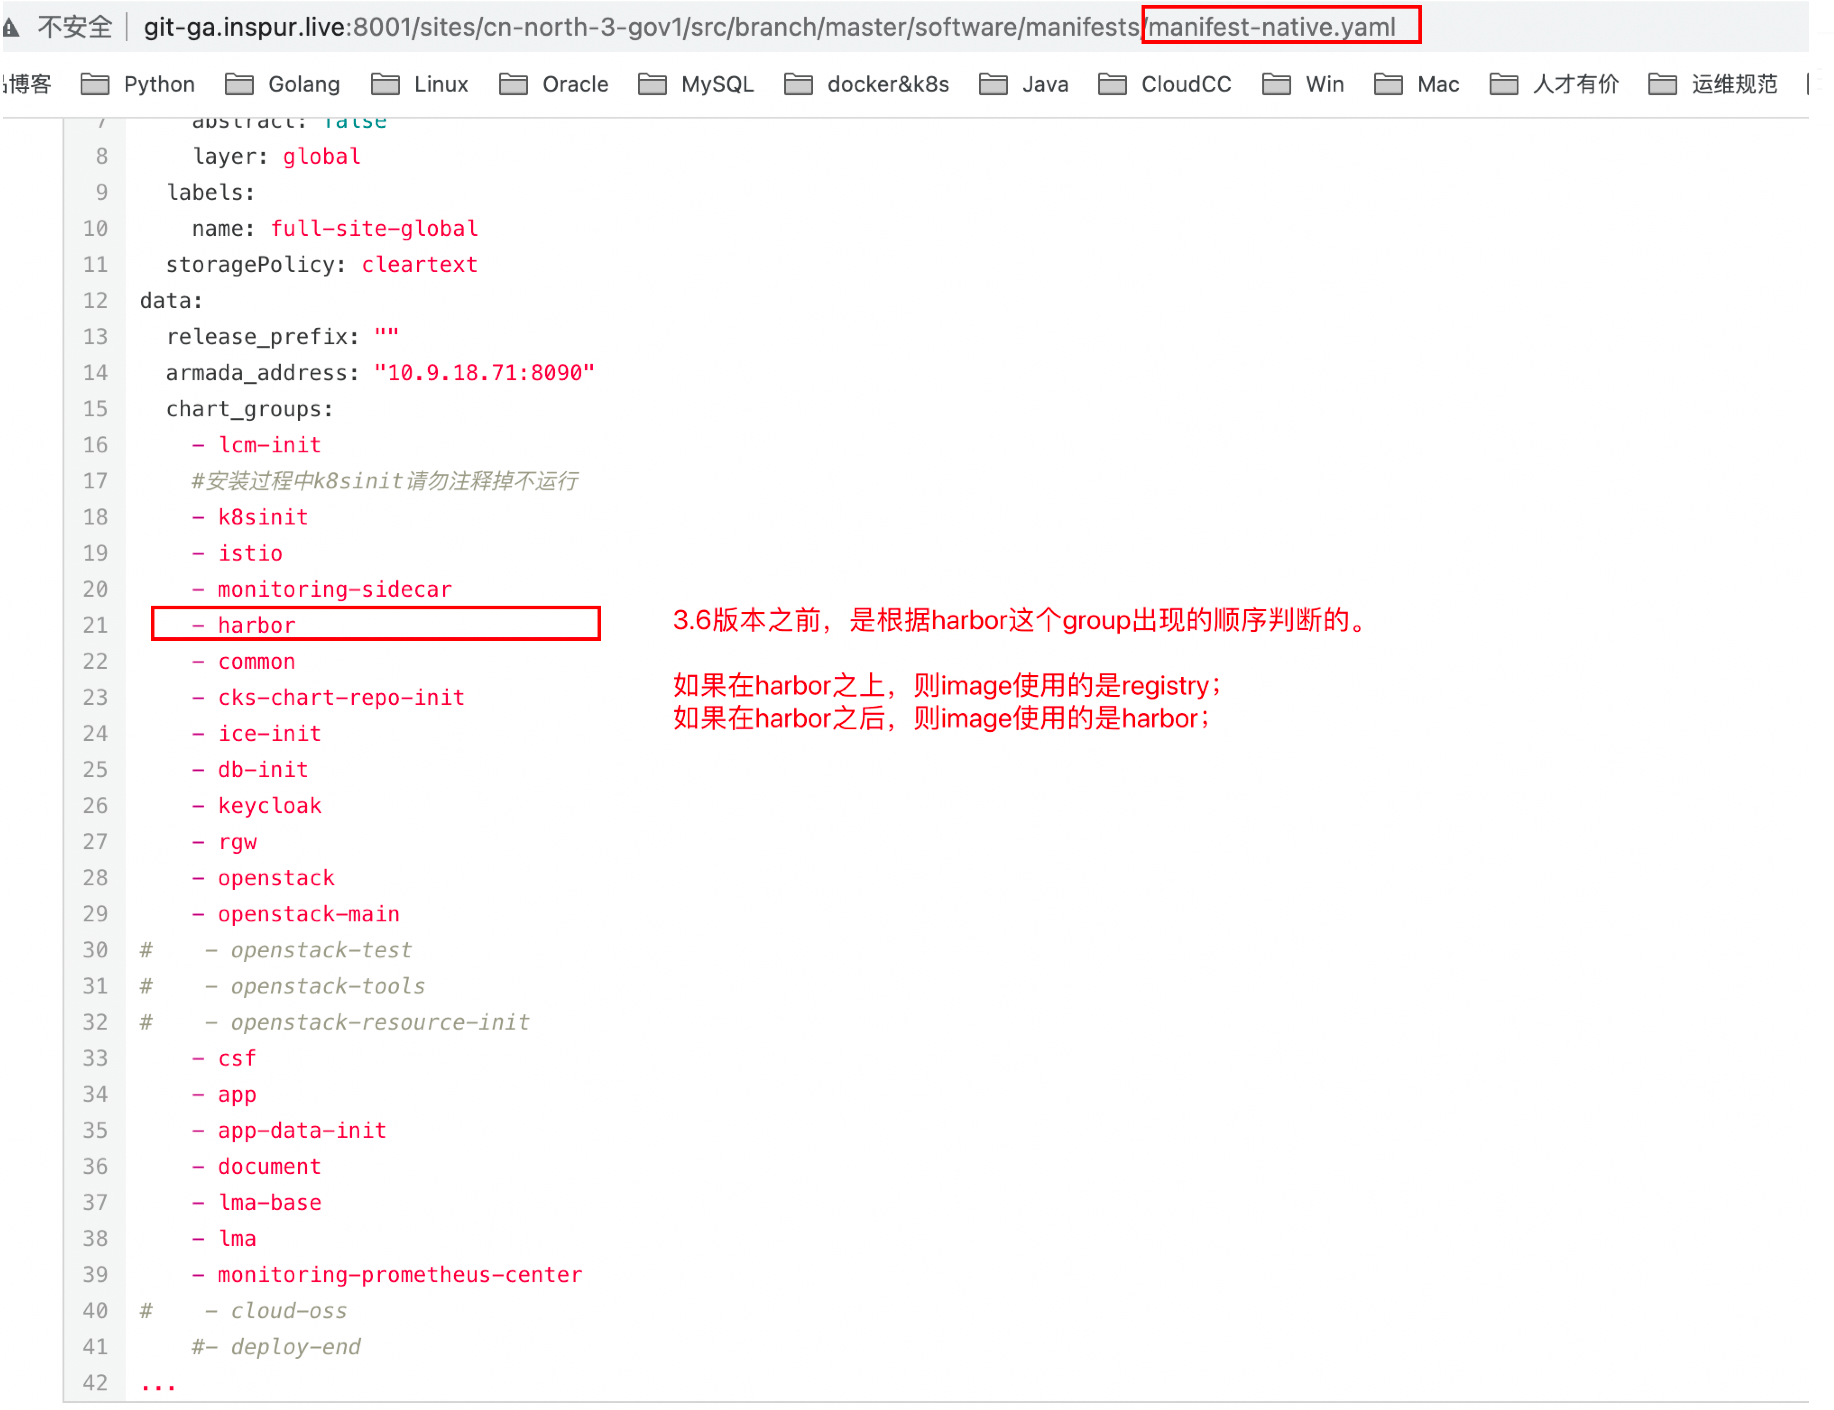 不安全 git-ga.inspur.live:8001/sites/cn-north-3-gov1/src/branch/master/software/manifests/manifest-native.yaml
博客 Python Golang Linux Oracle MySQL docker&k8s Java CloudCC Win Mac 人才有价 运维规范
7 abstract: false
8 layer: global
9 labels:
10 name: full-site-global
11 storagePolicy: cleartext
12 data:
13 release_prefix: ""
14 armada_address: "10.9.18.71:8090"
15 chart_groups:
16 - lcm-init
17 #安装过程中k8sinit请勿注释掉不运行
18 - k8sinit
19 - istio
20 - monitoring-sidecar
21 - harbor
3.6版本之前，是根据harbor这个group出现的顺序判断的。
22 - common
23 - cks-chart-repo-init
如果在harbor之上，则image使用的是registry；
如果在harbor之后，则image使用的是harbor；
24 - ice-init
25 - db-init
26 - keycloak
27 - rgw
28 - openstack
29 - openstack-main
30 # - openstack-test
31 # - openstack-tools
32 # - openstack-resource-init
33 - csf
34 - app
35 - app-data-init
36 - document
37 - lma-base
38 - lma
39 - monitoring-prometheus-center
40 # - cloud-oss
41 #- deploy-end
42 ...